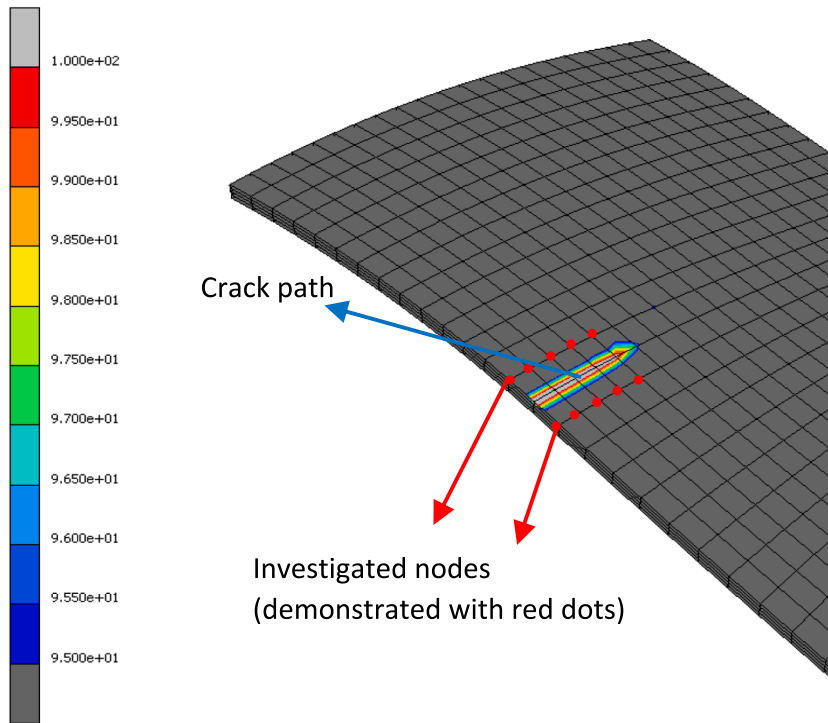 1.000e+02
9.950e+01
9.900e+01
9.850e+01
9.800e+01
9.750e+01
9.700e+01
9.650e+01
9.600e+01
9.550e+01
9.500e+01
Crack path
Investigated nodes
(demonstrated with red dots)